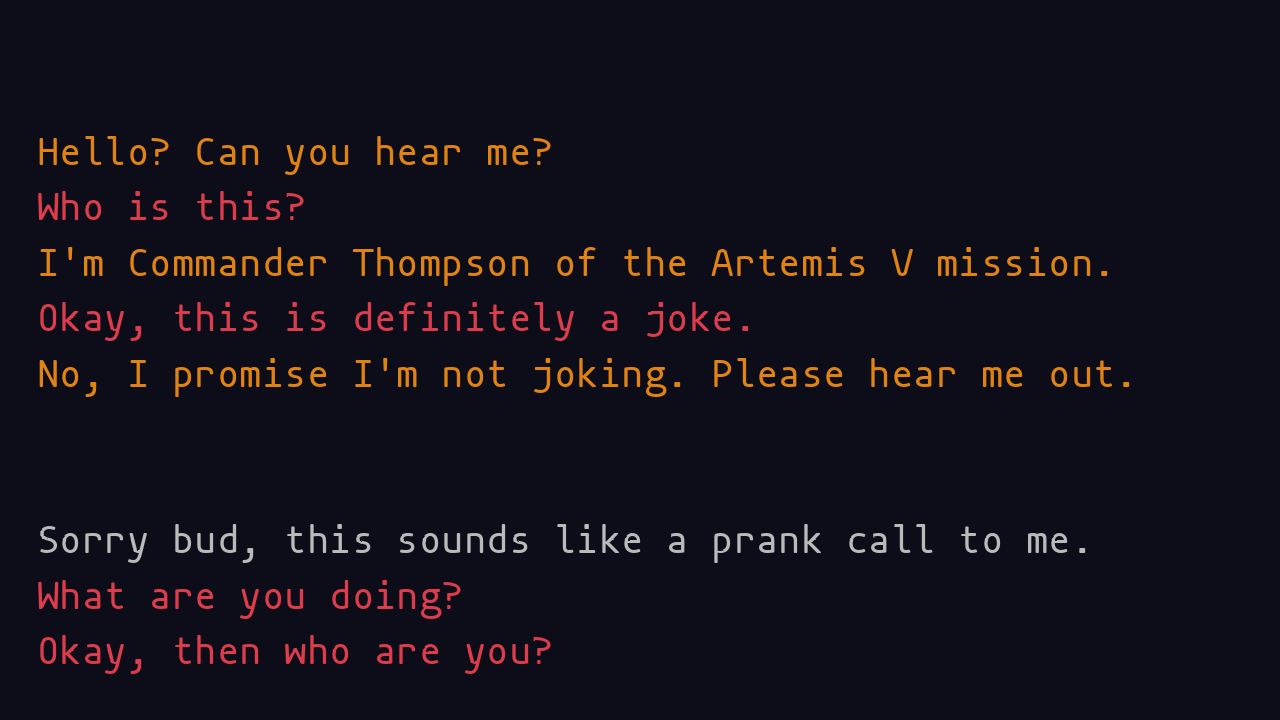 Hello? Can you hear me?
Who is this?
I'm Commander Thompson of the Artemis V mission.
Okay, this is definitely a joke.
No, I promise I'm not joking. Please hear me out.
Sorry bud, this sounds like a prank call to me.
What are you doing?
Okay, then who are you?